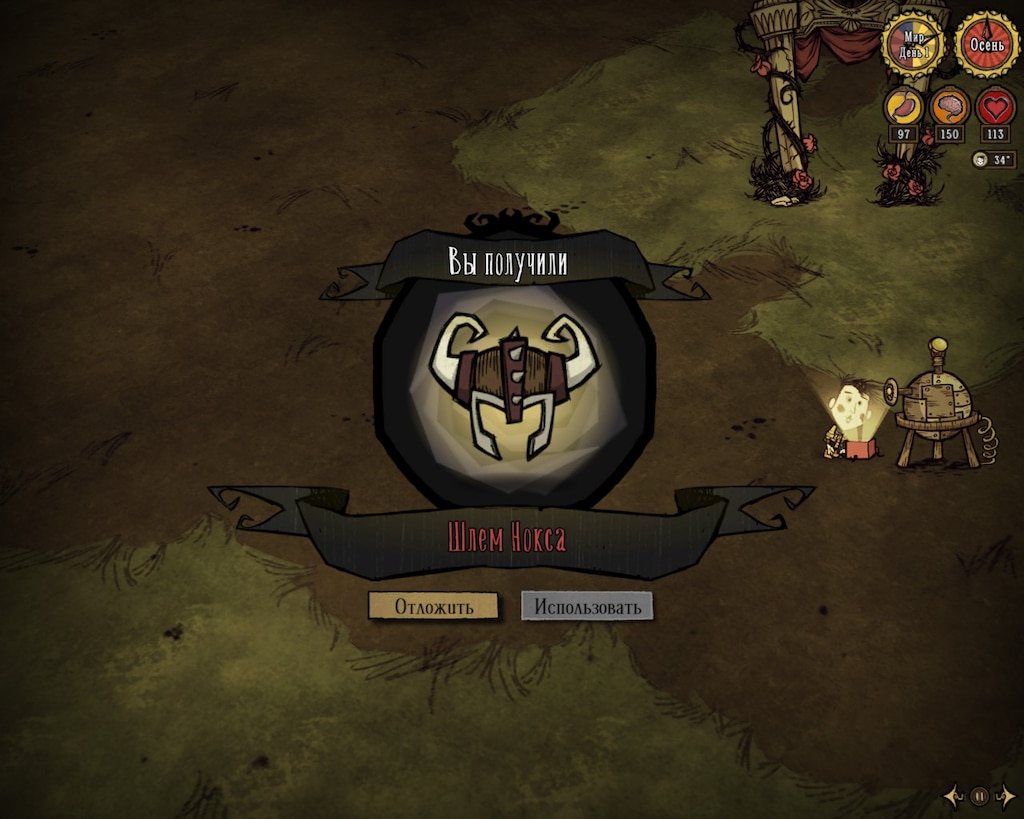 Мир
День 1
Осень
97
150
113
34°
Вы получили
Шлем Нокса
Отложить
Использовать